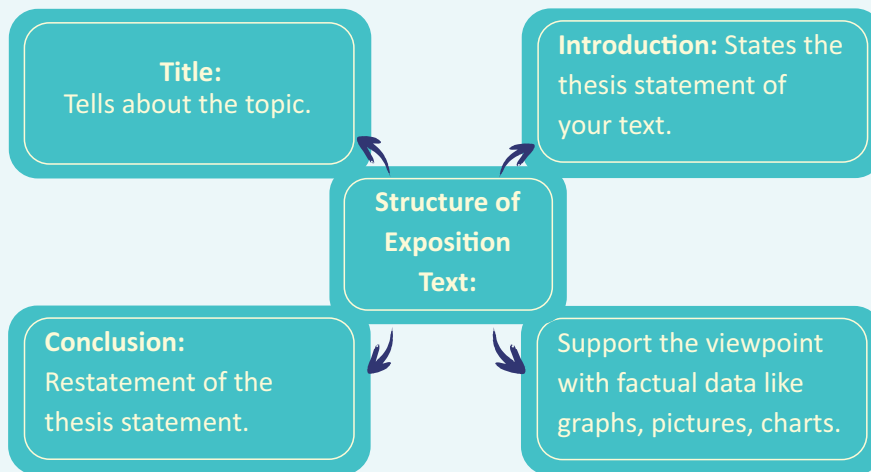 Title:
Tells about the topic.
Introduction: States the
thesis statement of
your text.
Structure of
Exposition
Text:
Conclusion:
Restatement of the
thesis statement.
Support the viewpoint
with factual data like
graphs, pictures, charts.